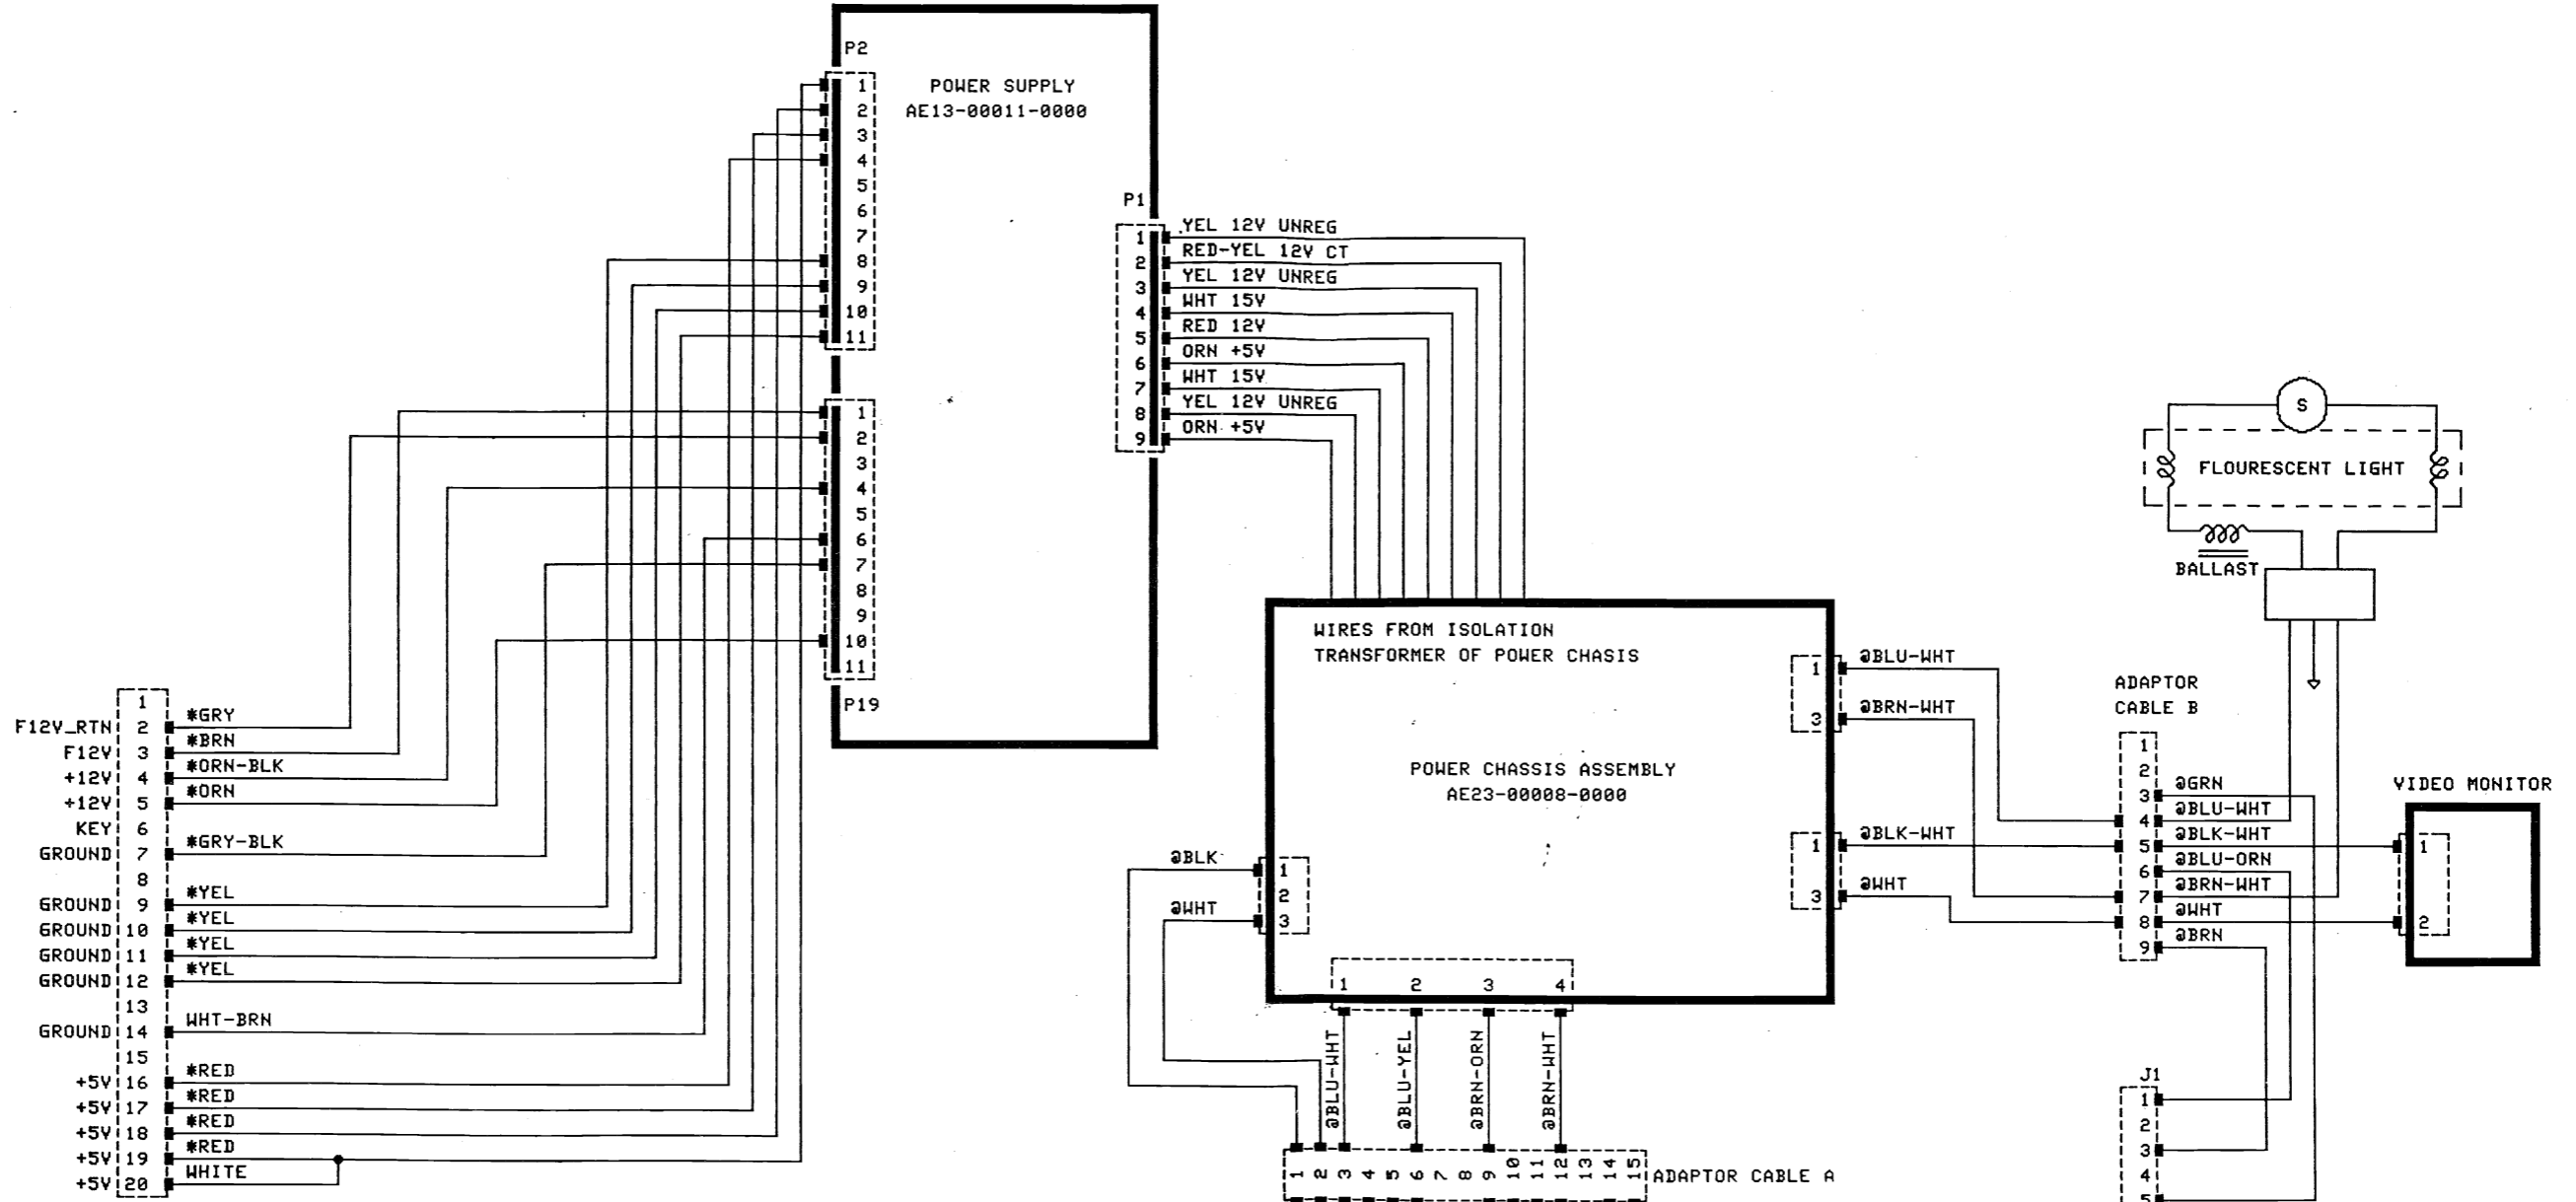 P2
1
2
3
4
5
6
7
8
9
10
11
POWER SUPPLY
AE13-00011-0000
P1
1
2
3
4
5
6
7
8
9
YEL 12V UNREG
RED-YEL 12V CT
YEL 12V UNREG
WHT 15V
RED 12V
ORN +5V
WHT 15V
YEL 12V UNREG
ORN +5V
1
2
3
4
5
6
7
8
9
10
11
P19
S
FLOURESCENT LIGHT
BALLAST
1
F12V_RTN 2 *GRY
F12V 3 *BRN
+12V 4 *ORN-BLK
+12V 5 *ORN
KEY 6
GROUND 7 *GRY-BLK
8
GROUND 9 *YEL
GROUND 10 *YEL
GROUND 11 *YEL
GROUND 12 *YEL
13
GROUND 14 WHT-BRN
15
+5V 16 *RED
+5V 17 *RED
+5V 18 *RED
+5V 19 *RED
+5V 20 WHITE
WIRES FROM ISOLATION
TRANSFORMER OF POWER CHASIS
POWER CHASSIS ASSEMBLY
AE23-00008-0000
1 @BLU-WHT
3 @BRN-WHT
1 @BLK-WHT
3 @WHT
@BLK 1
2
@WHT 3
1 2 3 4
@BLU-WHT
@BLU-YEL
@BRN-ORN
@BRN-WHT
1 2 3 4 5 6 7 8 9 10 11 12 13 14 15
ADAPTOR CABLE A
ADAPTOR
CABLE B
1
2
3 @GRN
4 @BLU-WHT
5 @BLK-WHT
6 @BLU-ORN
7 @BRN-WHT
8 @WHT
9 @BRN
VIDEO MONITOR
1
2
J1
1
2
3
4
5